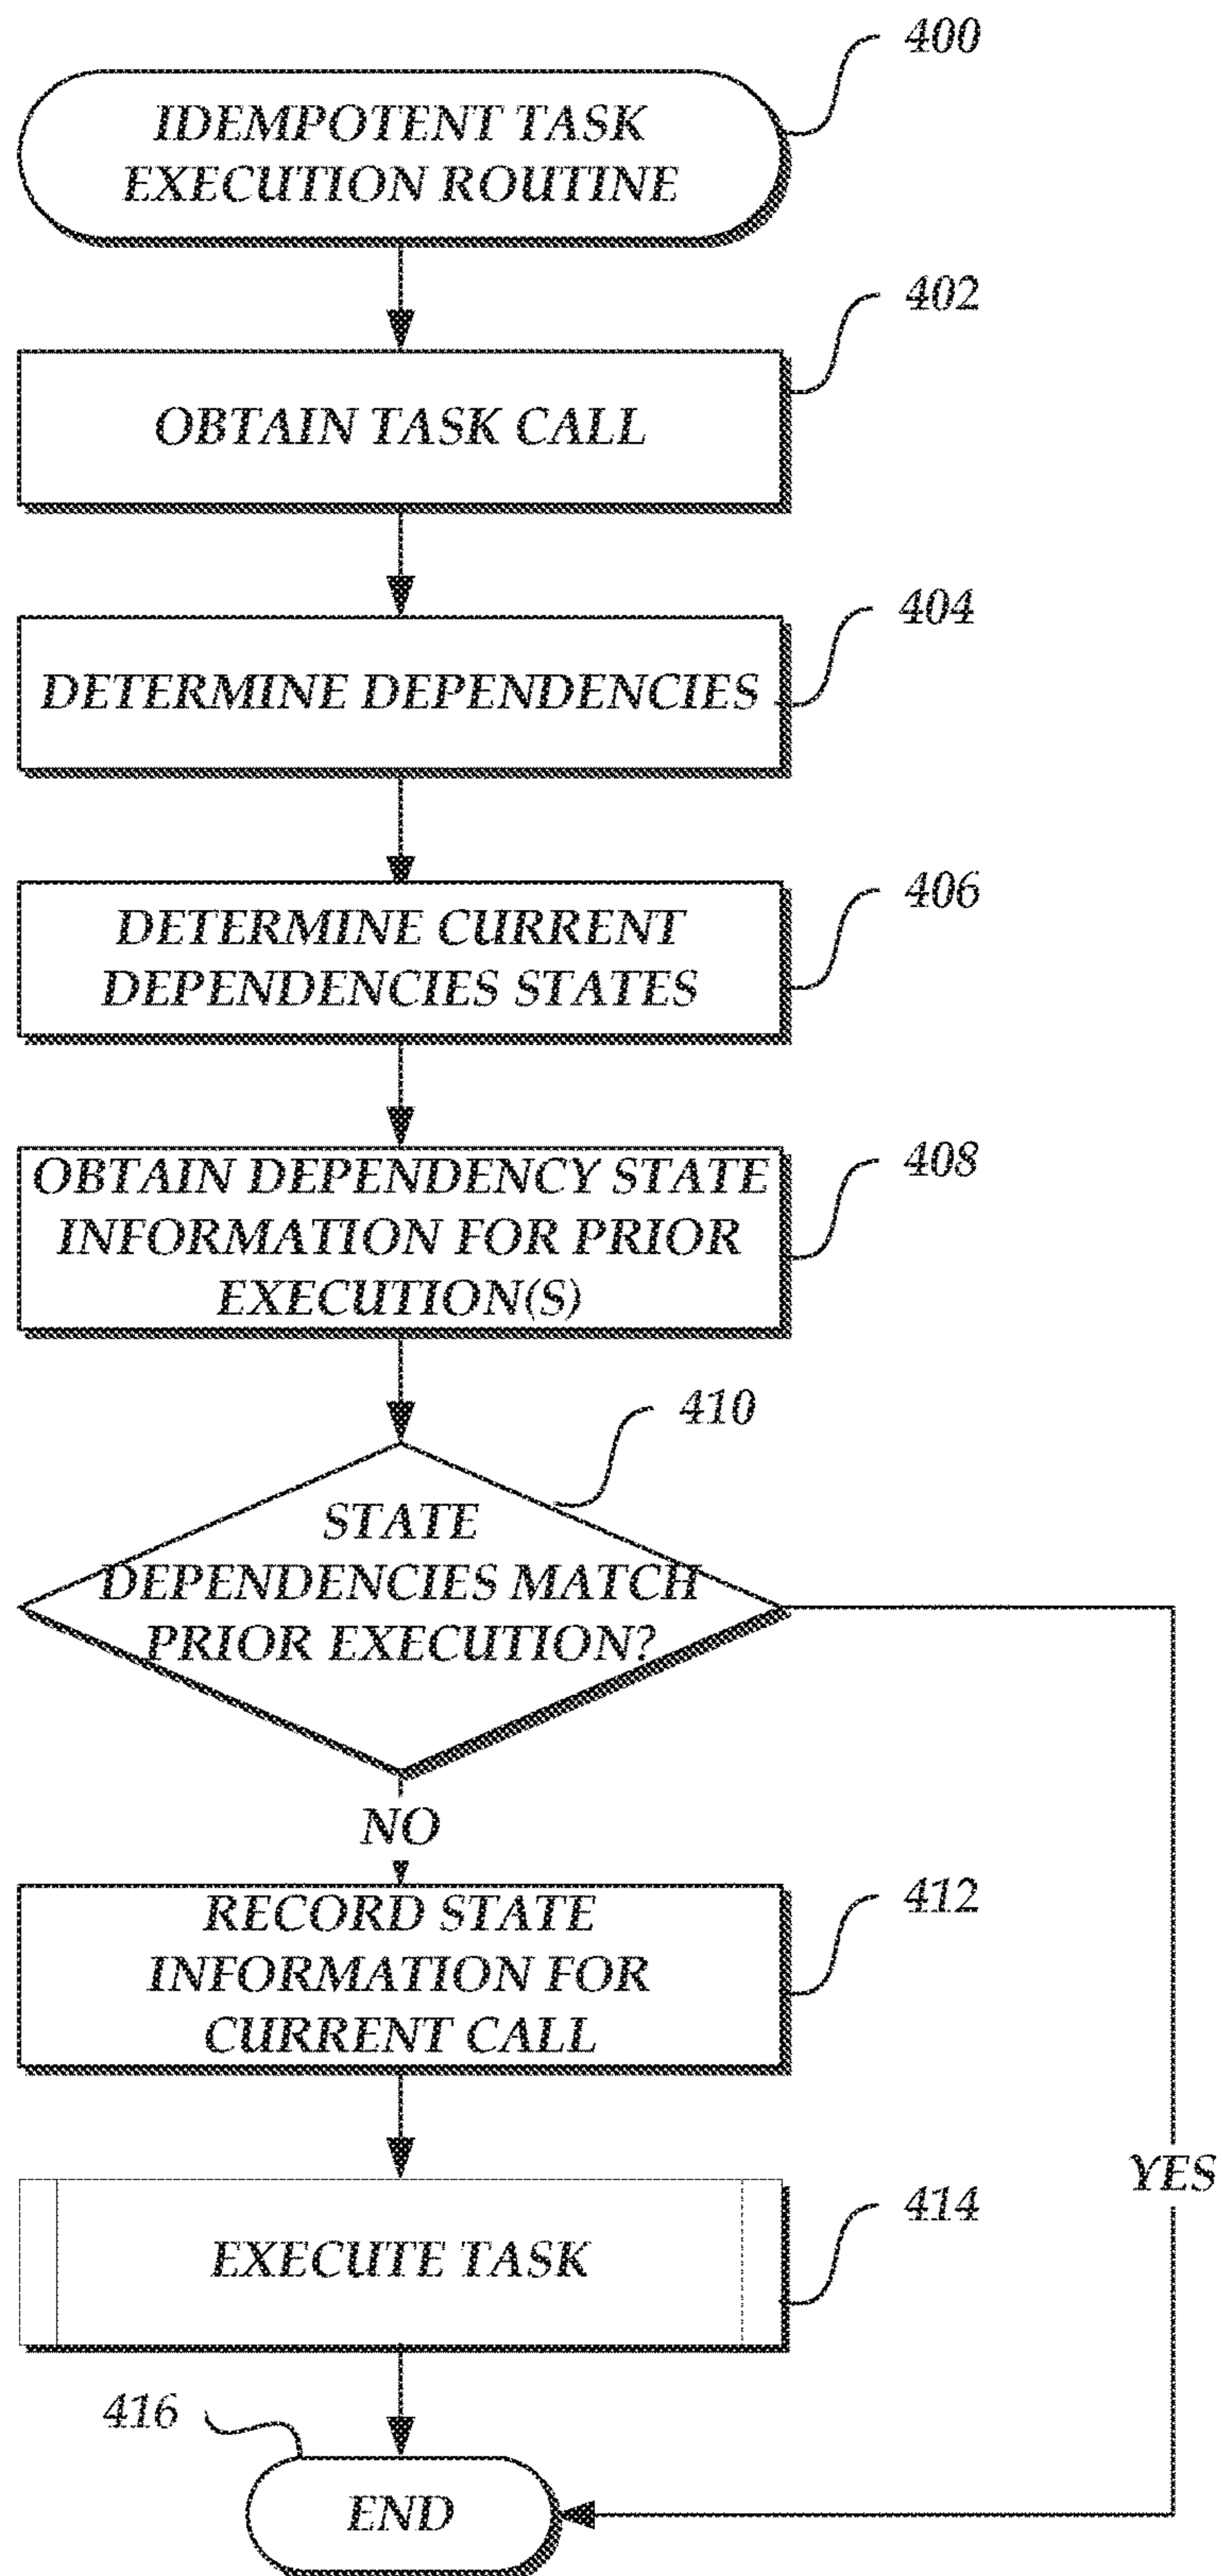 400
IDEMPOTENT TASK
EXECUTION ROUTINE
402
OBTAIN TASK CALL
404
DETERMINE DEPENDENCIES
406
DETERMINE CURRENT
DEPENDENCIES STATES
408
OBTAIN DEPENDENCY STATE
INFORMATION FOR PRIOR
EXECUTION(S)
410
STATE
DEPENDENCIES MATCH
PRIOR EXECUTION?
NO
412
RECORD STATE
INFORMATION FOR
CURRENT CALL
YES
414
EXECUTE TASK
416
END